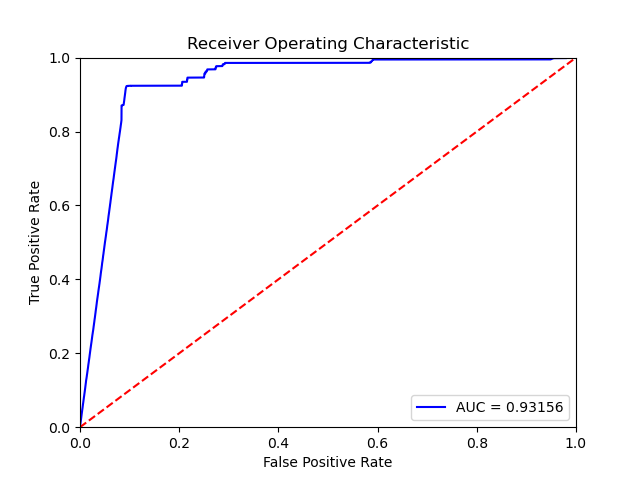 Receiver Operating Characteristic
True Positive Rate
1.0
0.8
0.6
0.4
0.2
0.0
AUC = 0.93156
0.0 0.2 0.4 0.6 0.8 1.0
False Positive Rate